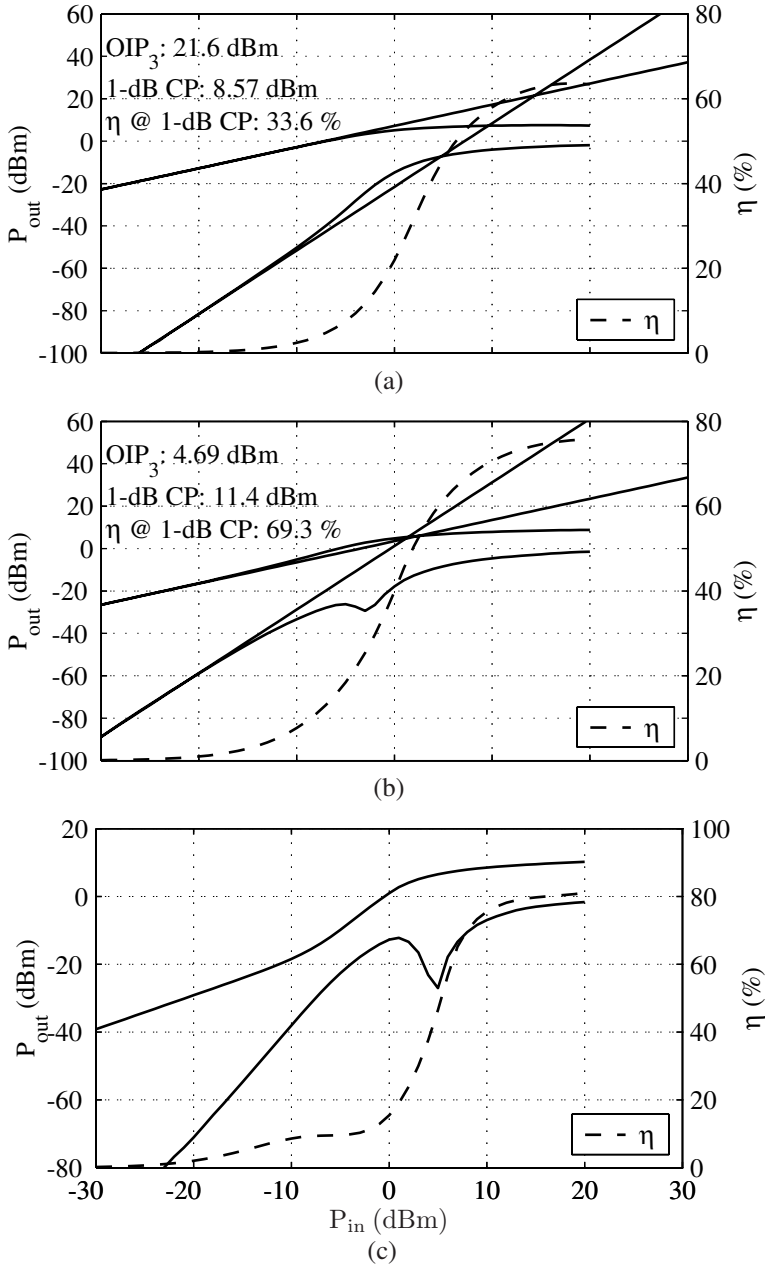 60
40
20
0
-20
-40
-60
-80
-100
P_out (dBm)
OIP_3: 21.6 dBm
1-dB CP: 8.57 dBm
η @ 1-dB CP: 33.6 %
80
60
40
20
0
η (%)
η
(a)
60
40
20
0
-20
-40
-60
-80
-100
P_out (dBm)
OIP_3: 4.69 dBm
1-dB CP: 11.4 dBm
η @ 1-dB CP: 69.3 %
80
60
40
20
0
η (%)
η
(b)
20
0
-20
-40
-60
-80
P_out (dBm)
100
80
60
40
20
0
η (%)
η
-30 -20 -10 0 10 20 30
P_in (dBm)
(c)